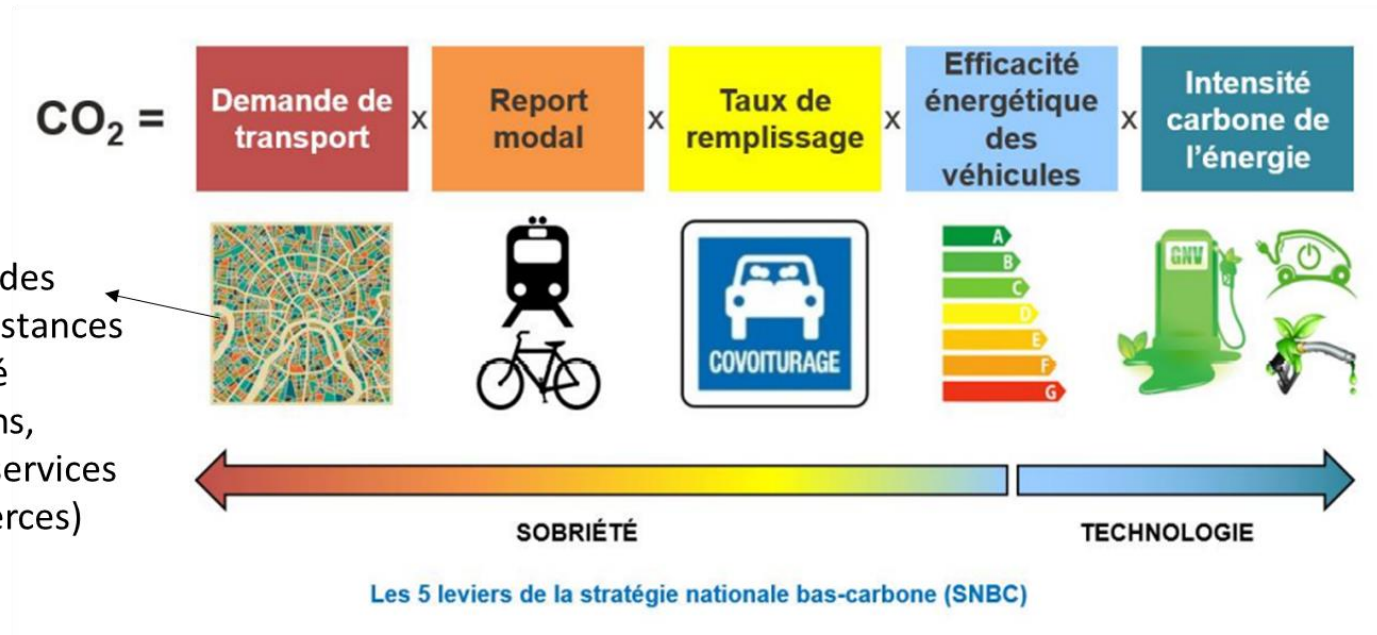 CO₂ =
Demande de
transport
x
Report
modal
x
Taux de
remplissage
x
Efficacité
énergétique
des
véhicules
x
Intensité
carbone de
l'énergie
des
stances
é
ns,
services
erces)
COVOITURAGE
A
B
C
D
E
F
G
GNV
SOBRIÉTÉ
TECHNOLOGIE
Les 5 leviers de la stratégie nationale bas-carbone (SNBC)